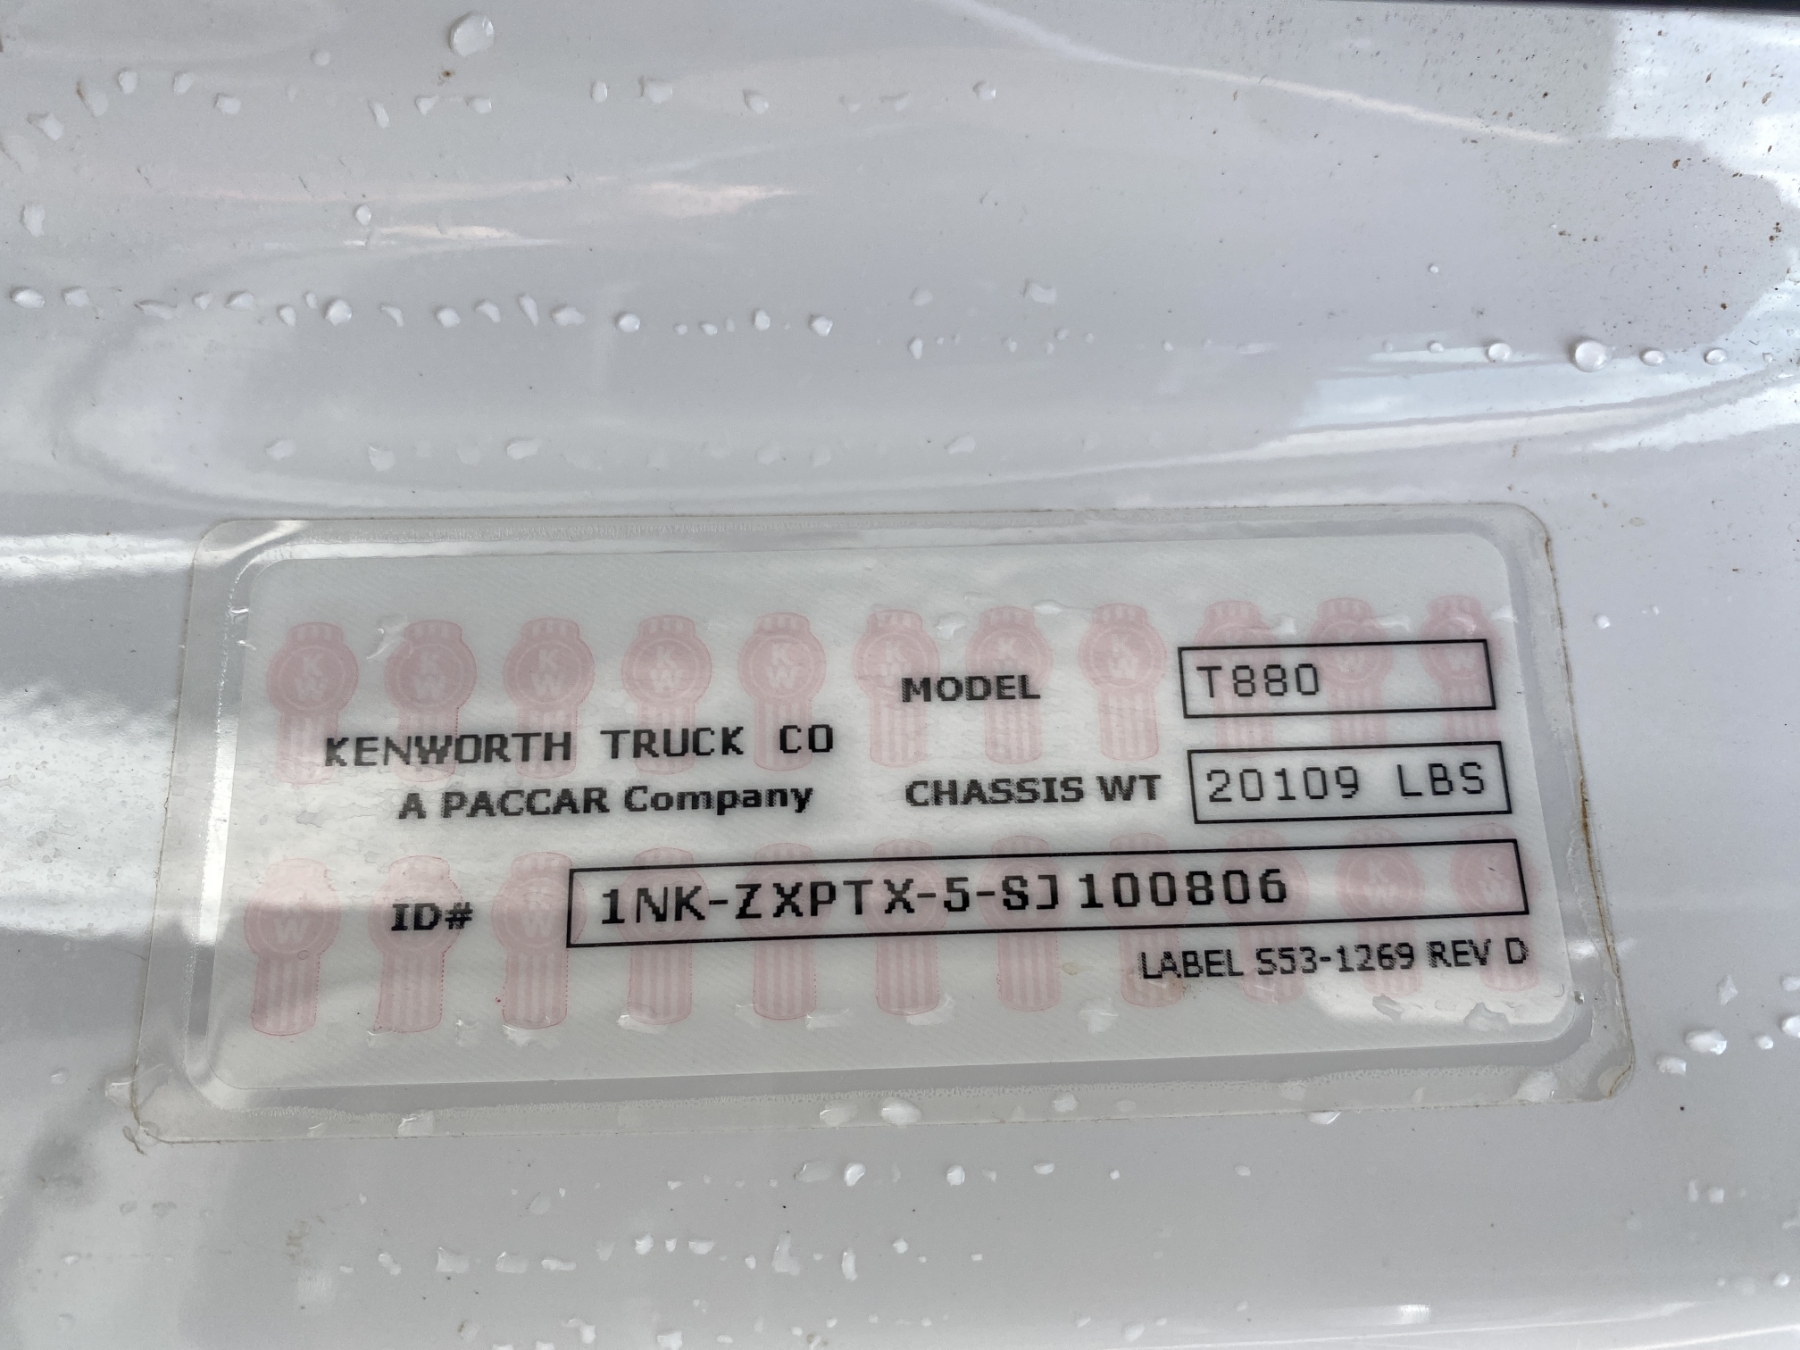 MODEL T880
KENWORTH TRUCK CO
A PACCAR Company
CHASSIS WT 20109 LBS
ID# 1NK-ZXPTX-5-SJ100806
LABEL S53-1269 REV D